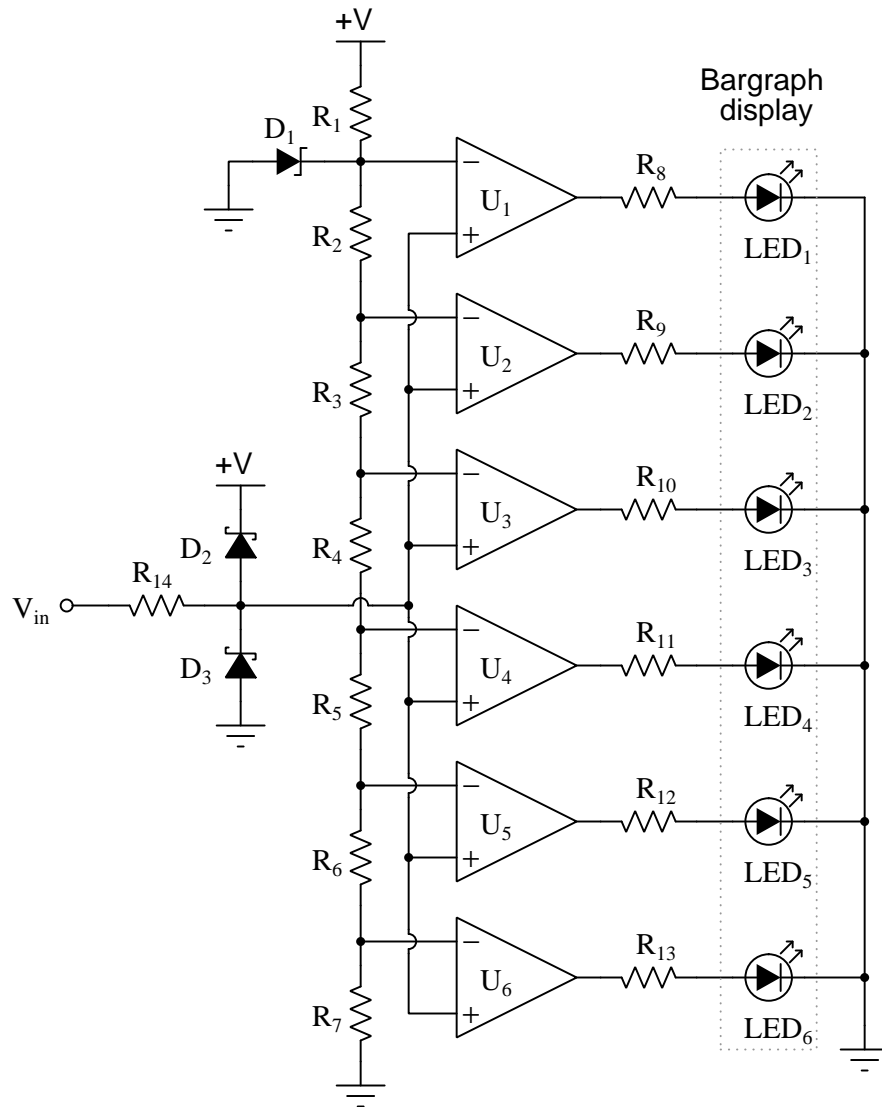 +V
Bargraph
display
R1
D1
R8
U1
LED1
R2
R9
U2
LED2
R3
R10
U3
LED3
+V
D2
R4
R14
Vin
R11
U4
LED4
D3
R5
R12
U5
LED5
R6
R13
U6
LED6
R7